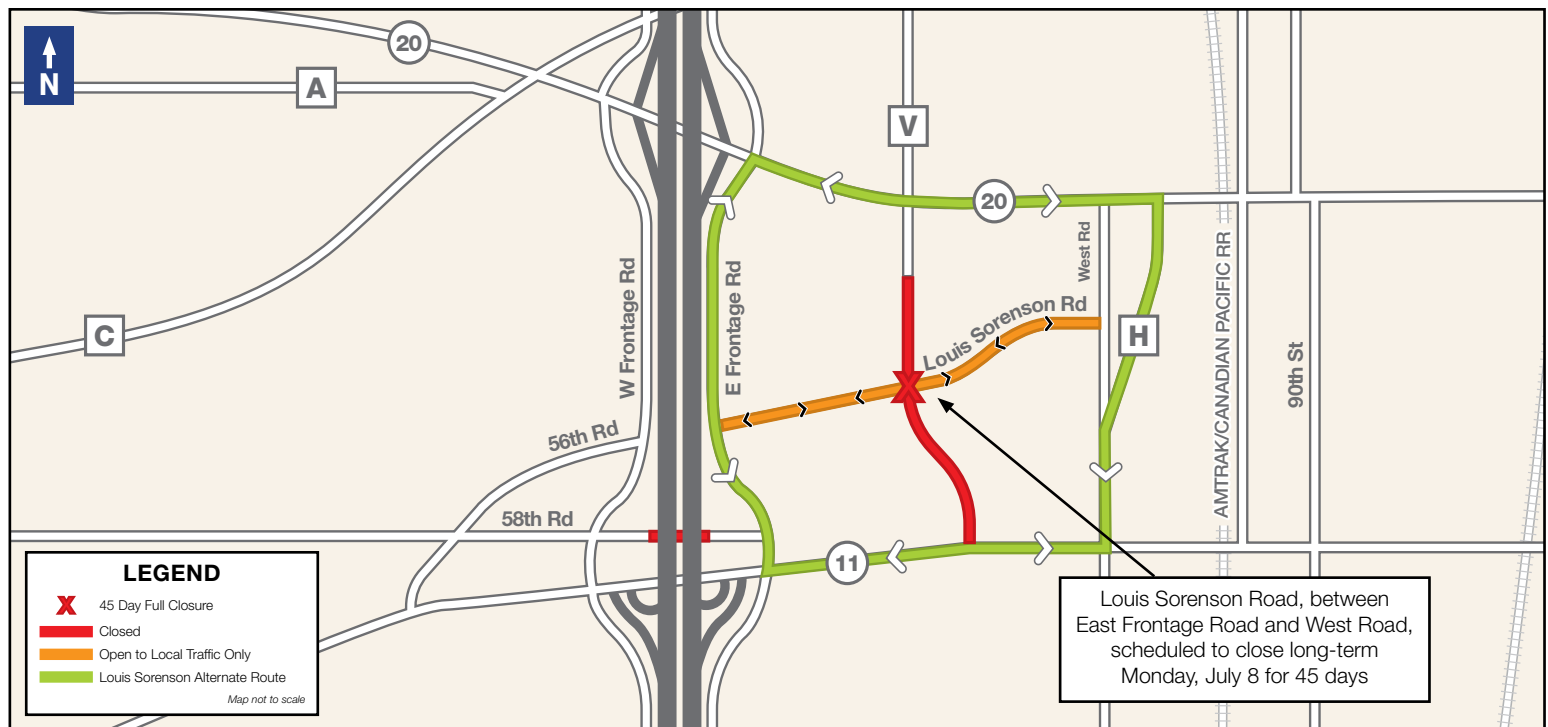 N
20
A
V
20
C
W Frontage Rd
E Frontage Rd
West Rd
Louis Sorenson Rd
H
AMTRAK/CANADIAN PACIFIC RR
90th St
56th Rd
58th Rd
11
LEGEND
X 45 Day Full Closure
Closed
Open to Local Traffic Only
Louis Sorenson Alternate Route
Map not to scale
Louis Sorenson Road, between
East Frontage Road and West Road,
scheduled to close long-term
Monday, July 8 for 45 days